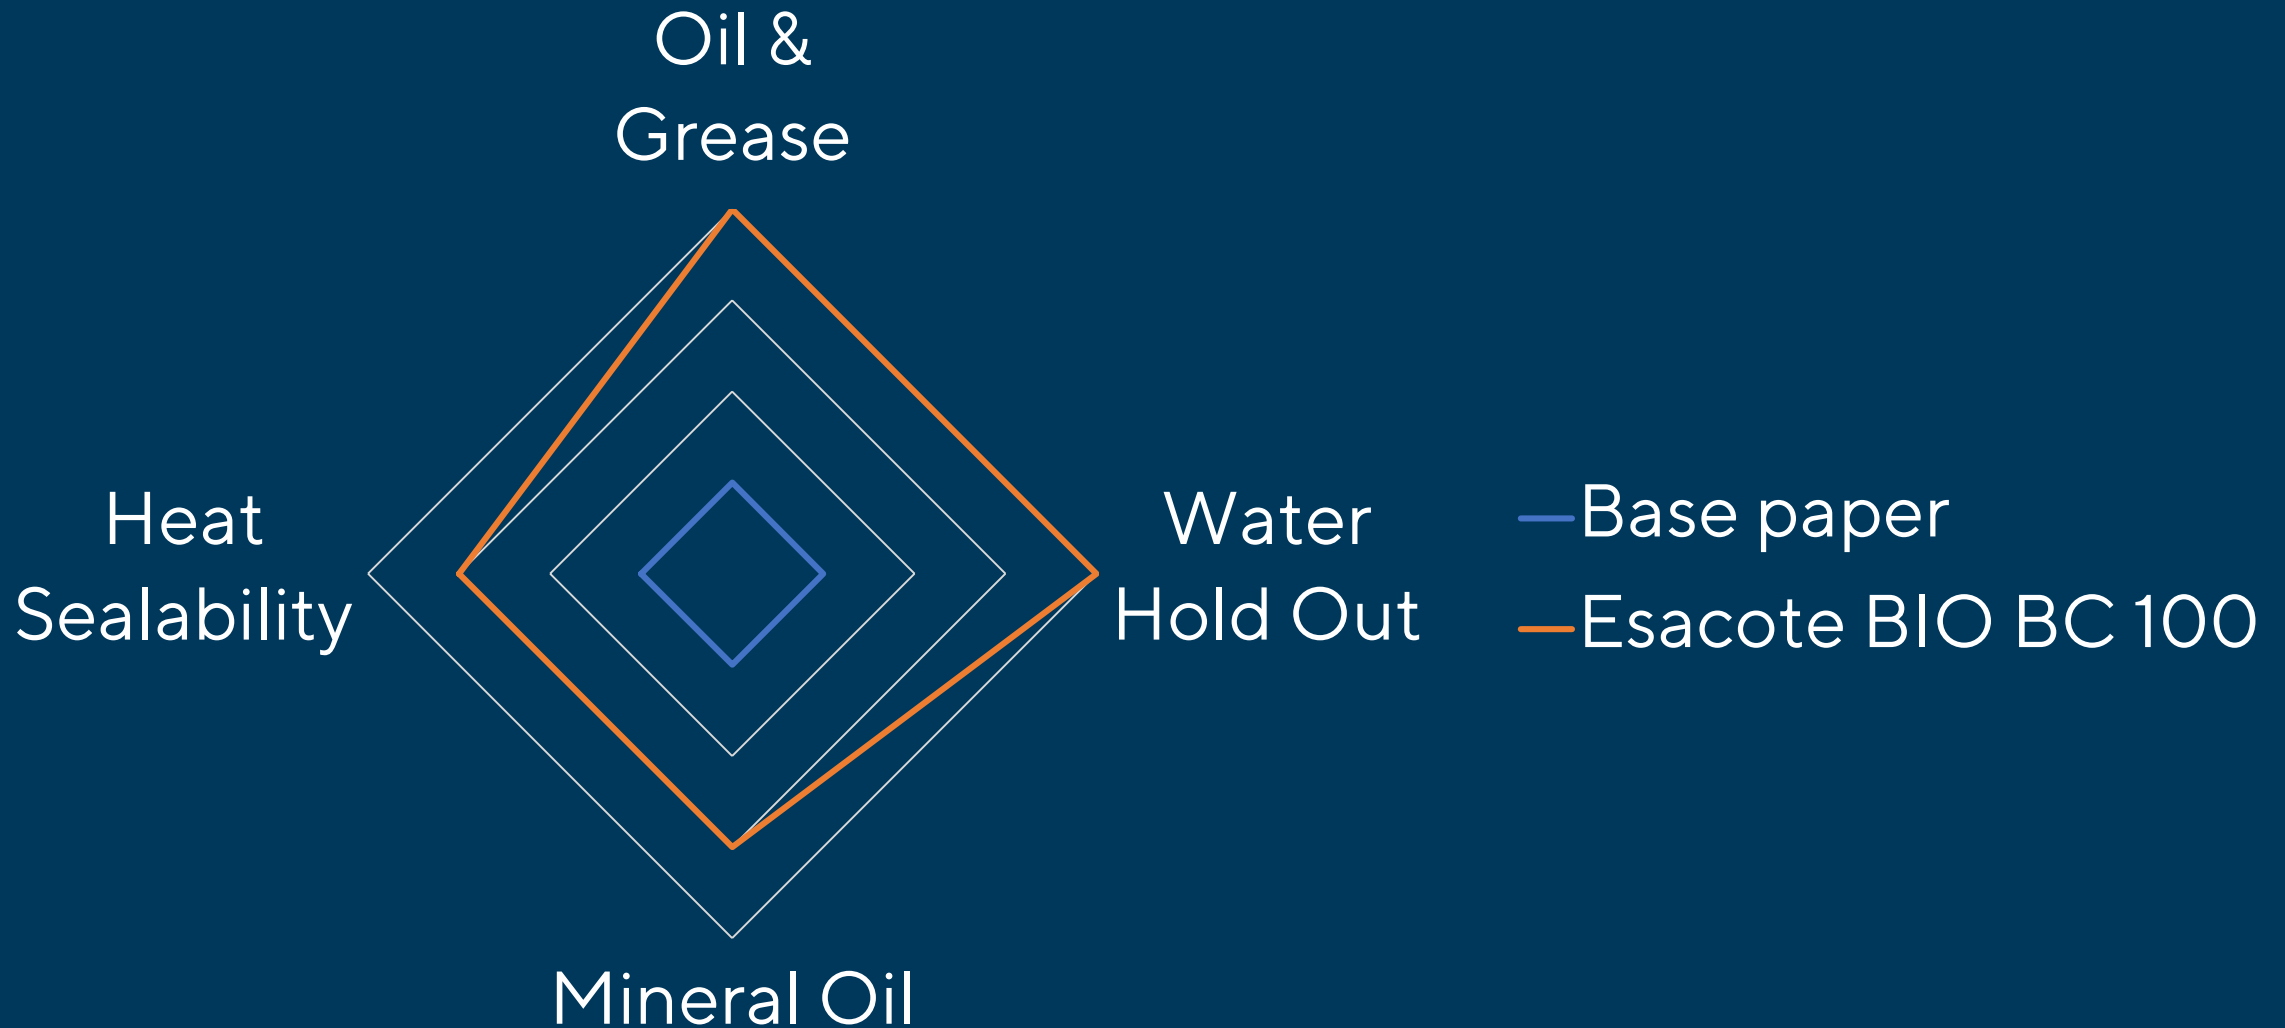 Oil &
Grease
Heat
Sealability
Water
Hold Out
Mineral Oil
Base paper
Esacote BIO BC 100